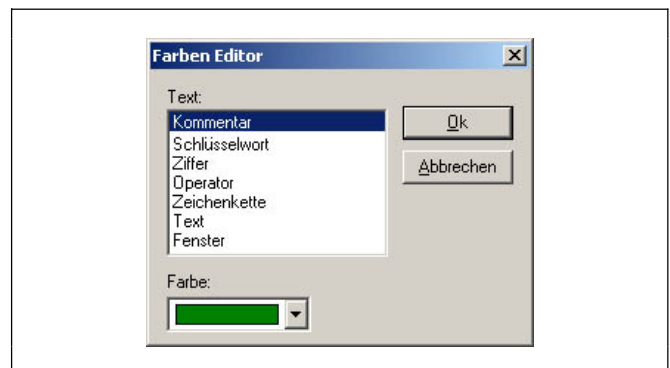 Farben Editor
Text:
Kommentar
Schlüsselwort
Ziffer
Operator
Zeichenkette
Text
Fenster
Ok
Abbrechen
Farbe: